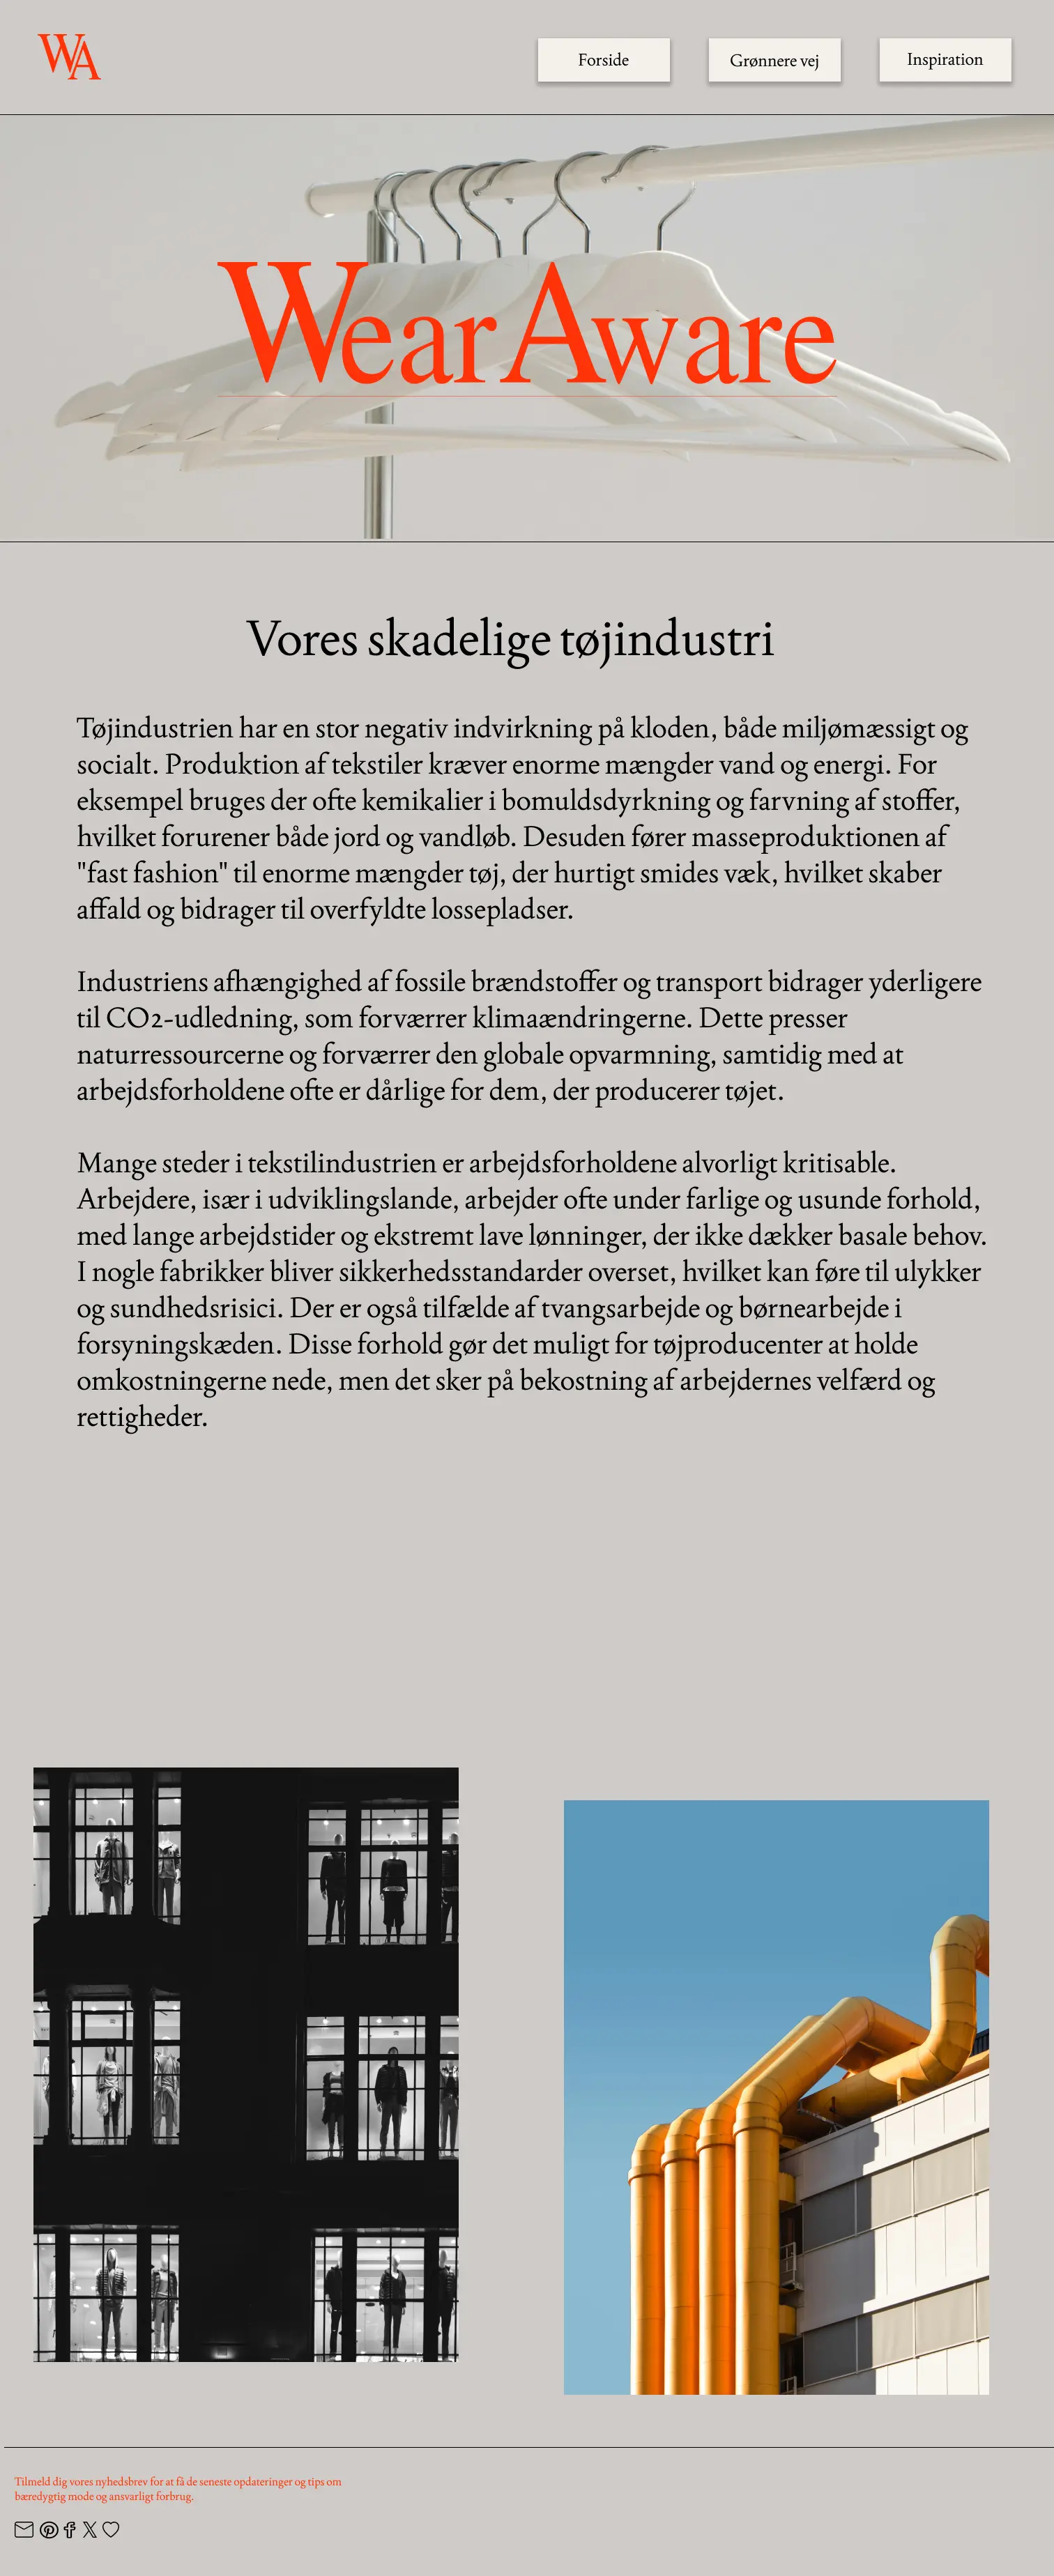 WA
Forside
Grønnere vej
Inspiration
WearAware
Vores skadelige tøjindustri
Tøjindustrien har en stor negativ indvirkning på kloden, både miljømæssigt og
socialt. Produktion af tekstiler kræver enorme mængder vand og energi. For
eksempel bruges der ofte kemikalier i bomuldsdyrkning og farvning af stoffer,
hvilket forurener både jord og vandløb. Desuden fører masseproduktionen af
"fast fashion" til enorme mængder tøj, der hurtigt smides væk, hvilket skaber
affald og bidrager til overfyldte lossepladser.
Industriens afhængighed af fossile brændstoffer og transport bidrager yderligere
til CO2-udledning, som forværrer klimaændringerne. Dette presser
naturressourcerne og forværrer den globale opvarmning, samtidig med at
arbejdsforholdene ofte er dårlige for dem, der producerer tøjet.
Mange steder i tekstilindustrien er arbejdsforholdene alvorligt kritisable.
Arbejdere, især i udviklingslande, arbejder ofte under farlige og usunde forhold,
med lange arbejdstider og ekstremt lave lønninger, der ikke dækker basale behov.
I nogle fabrikker bliver sikkerhedsstandarder overset, hvilket kan føre til ulykker
og sundhedsrisici. Der er også tilfælde af tvangsarbejde og børnearbejde i
forsyningskæden. Disse forhold gør det muligt for tøjproducenter at holde
omkostningerne nede, men det sker på bekostning af arbejdernes velfærd og
rettigheder.
Tilmeld dig vores nyhedsbrev for at få de seneste opdateringer og tips om
bæredygtig mode og ansvarligt forbrug.